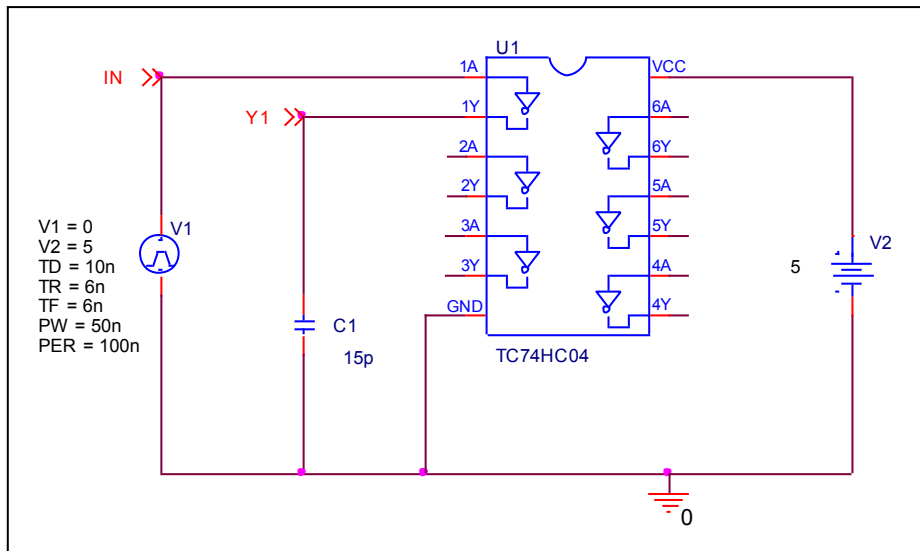 U1
IN
1A
VCC
Y1
1Y
6A
2A
6Y
2Y
5A
V1 = 0
V2 = 5
TD = 10n
TR = 6n
TF = 6n
PW = 50n
PER = 100n
V1
3A
5Y
V2
5
3Y
4A
GND
4Y
C1
15p
TC74HC04
0